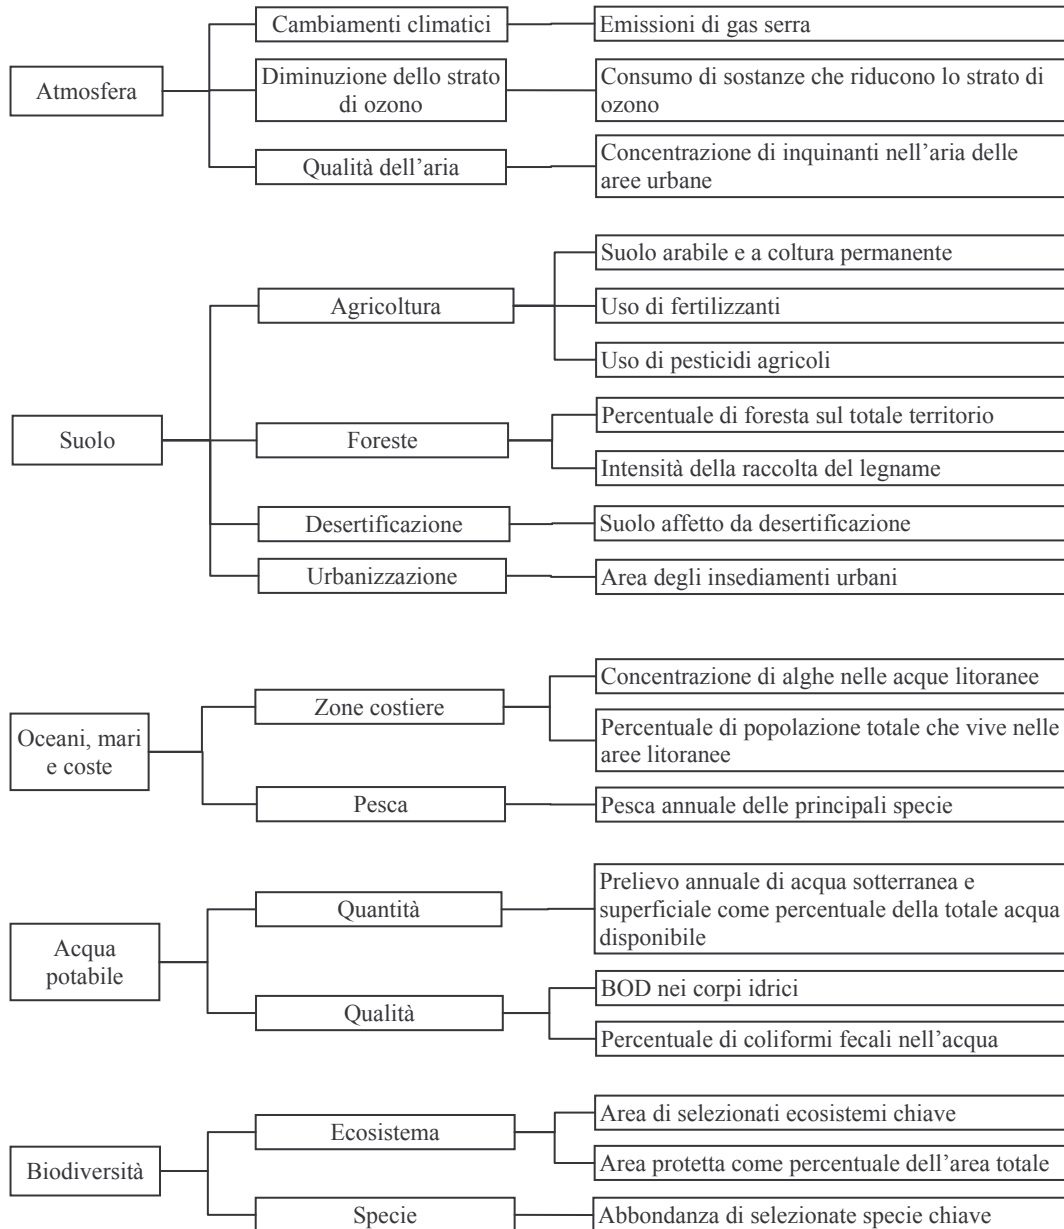 Cambiamenti climatici
Emissioni di gas serra
Atmosfera
Diminuzione dello strato
di ozono
Consumo di sostanze che riducono lo strato di
ozono
Qualità dell'aria
Concentrazione di inquinanti nell'aria delle
aree urbane
Suolo
Agricoltura
Suolo arabile e a coltura permanente
Uso di fertilizzanti
Uso di pesticidi agricoli
Foreste
Percentuale di foresta sul totale territorio
Intensità della raccolta del legname
Desertificazione
Suolo affetto da desertificazione
Urbanizzazione
Area degli insediamenti urbani
Oceani, mari
e coste
Zone costiere
Concentrazione di alghe nelle acque litoranee
Percentuale di popolazione totale che vive nelle
aree litoranee
Pesca
Pesca annuale delle principali specie
Acqua
potabile
Quantità
Prelievo annuale di acqua sotterranea e
superficiale come percentuale della totale acqua
disponibile
Qualità
BOD nei corpi idrici
Percentuale di coliformi fecali nell'acqua
Biodiversità
Ecosistema
Area di selezionati ecosistemi chiave
Area protetta come percentuale dell'area totale
Specie
Abbondanza di selezionate specie chiave